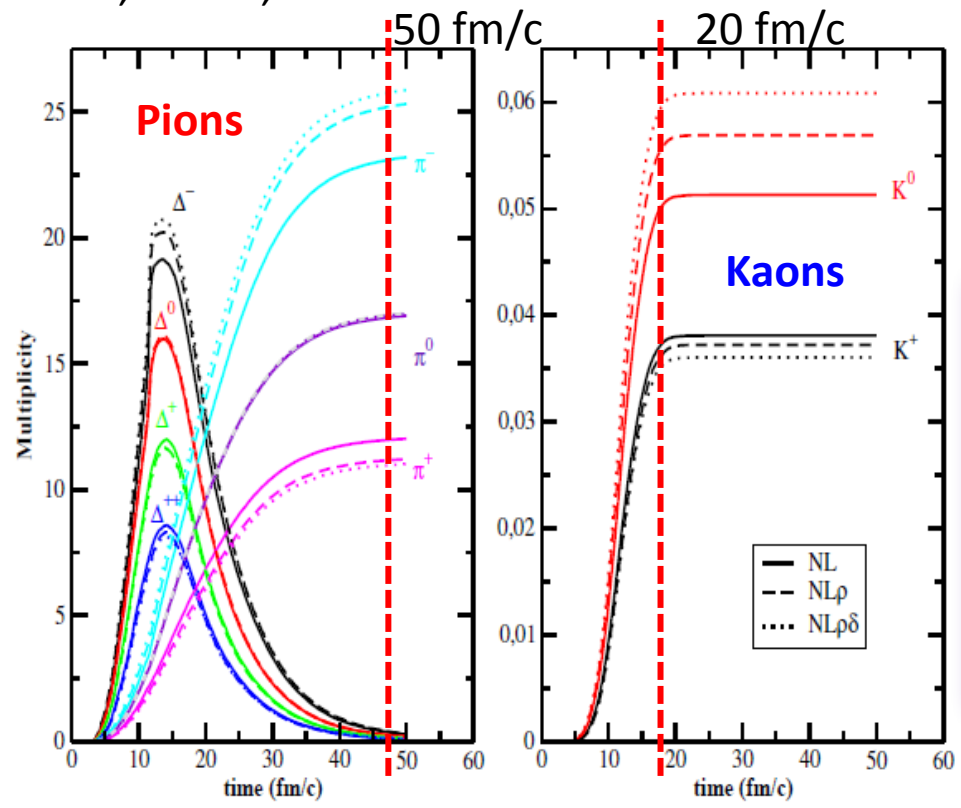 50 fm/c
20 fm/c
Pions
Kaons
Multiplicity
25
20
15
10
5
0
0 10 20 30 40 50 60
time (fm/c)
Δ⁻
Δ⁰
Δ⁺
Δ⁺⁺
π⁻
π⁰
π⁺
0,06
0,05
0,04
0,03
0,02
0,01
0
0 10 20 30 40 50 60
time (fm/c)
K⁰
K⁺
NL
NLρ
NLρδ